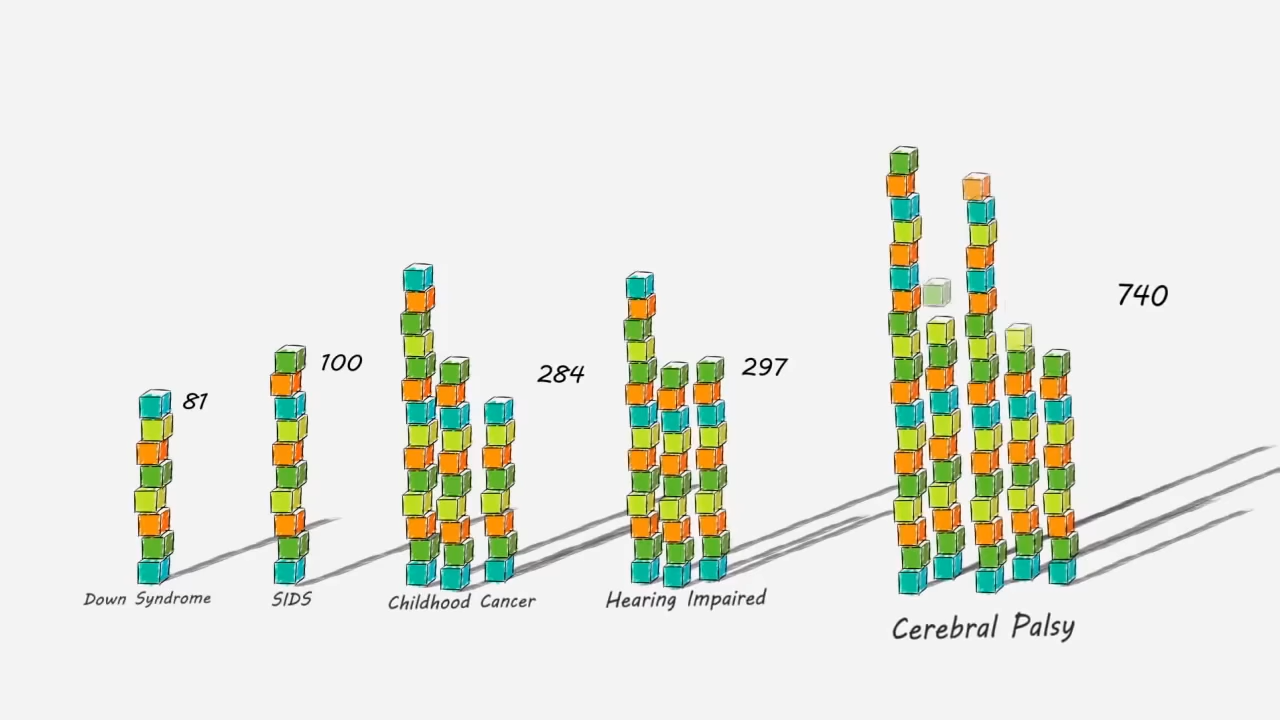 81
Down Syndrome
100
SIDS
284
Childhood Cancer
297
Hearing Impaired
740
Cerebral Palsy